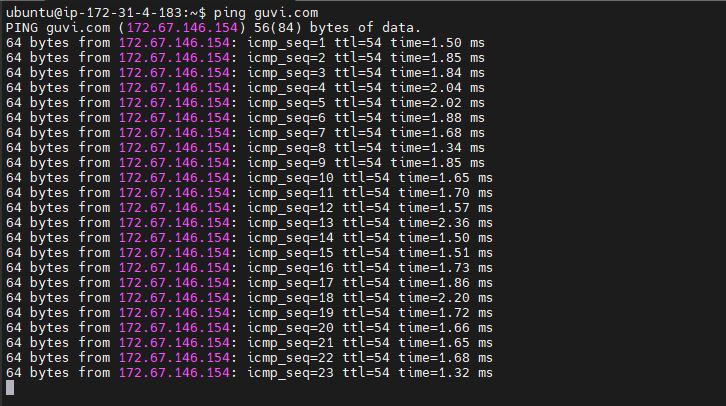 ubuntu@ip-172-31-4-183:~$ ping guvi.com
PING guvi.com (172.67.146.154) 56(84) bytes of data.
64 bytes from 172.67.146.154: icmp_seq=1 ttl=54 time=1.50 ms
64 bytes from 172.67.146.154: icmp_seq=2 ttl=54 time=1.85 ms
64 bytes from 172.67.146.154: icmp_seq=3 ttl=54 time=1.84 ms
64 bytes from 172.67.146.154: icmp_seq=4 ttl=54 time=2.04 ms
64 bytes from 172.67.146.154: icmp_seq=5 ttl=54 time=2.02 ms
64 bytes from 172.67.146.154: icmp_seq=6 ttl=54 time=1.88 ms
64 bytes from 172.67.146.154: icmp_seq=7 ttl=54 time=1.68 ms
64 bytes from 172.67.146.154: icmp_seq=8 ttl=54 time=1.34 ms
64 bytes from 172.67.146.154: icmp_seq=9 ttl=54 time=1.85 ms
64 bytes from 172.67.146.154: icmp_seq=10 ttl=54 time=1.65 ms
64 bytes from 172.67.146.154: icmp_seq=11 ttl=54 time=1.70 ms
64 bytes from 172.67.146.154: icmp_seq=12 ttl=54 time=1.57 ms
64 bytes from 172.67.146.154: icmp_seq=13 ttl=54 time=2.36 ms
64 bytes from 172.67.146.154: icmp_seq=14 ttl=54 time=1.50 ms
64 bytes from 172.67.146.154: icmp_seq=15 ttl=54 time=1.51 ms
64 bytes from 172.67.146.154: icmp_seq=16 ttl=54 time=1.73 ms
64 bytes from 172.67.146.154: icmp_seq=17 ttl=54 time=1.86 ms
64 bytes from 172.67.146.154: icmp_seq=18 ttl=54 time=2.20 ms
64 bytes from 172.67.146.154: icmp_seq=19 ttl=54 time=1.72 ms
64 bytes from 172.67.146.154: icmp_seq=20 ttl=54 time=1.66 ms
64 bytes from 172.67.146.154: icmp_seq=21 ttl=54 time=1.65 ms
64 bytes from 172.67.146.154: icmp_seq=22 ttl=54 time=1.68 ms
64 bytes from 172.67.146.154: icmp_seq=23 ttl=54 time=1.32 ms